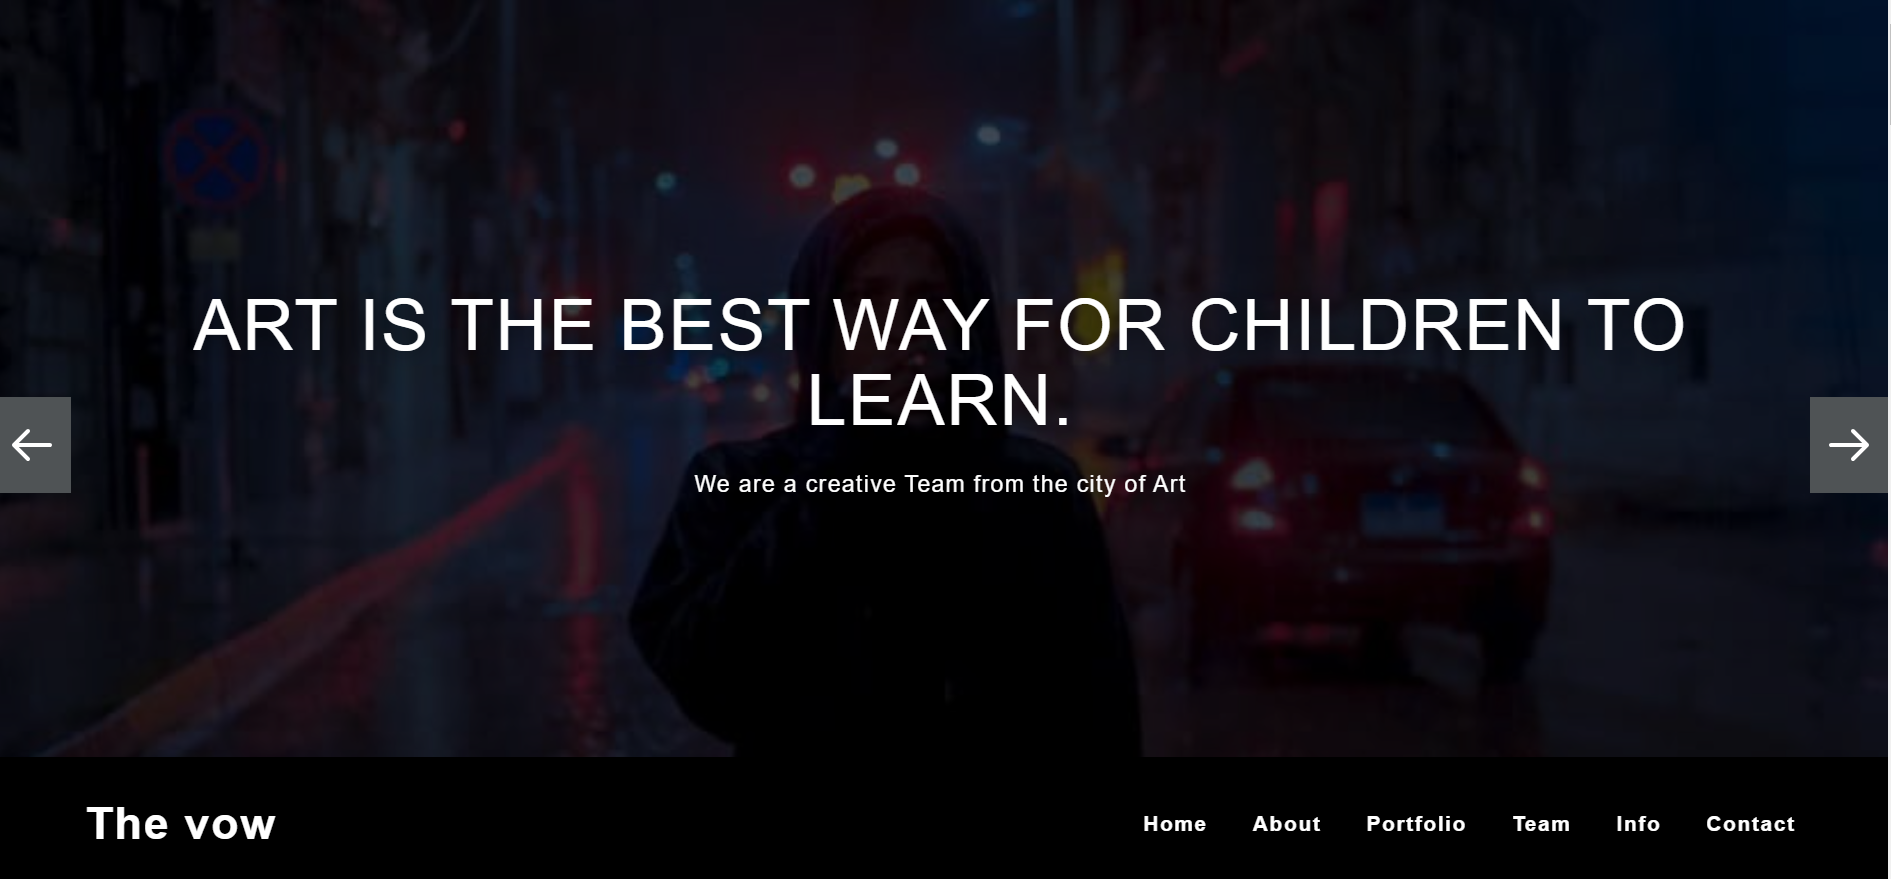 ART IS THE BEST WAY FOR CHILDREN TO
LEARN.
We are a creative Team from the city of Art
The vow
Home About Portfolio Team Info Contact